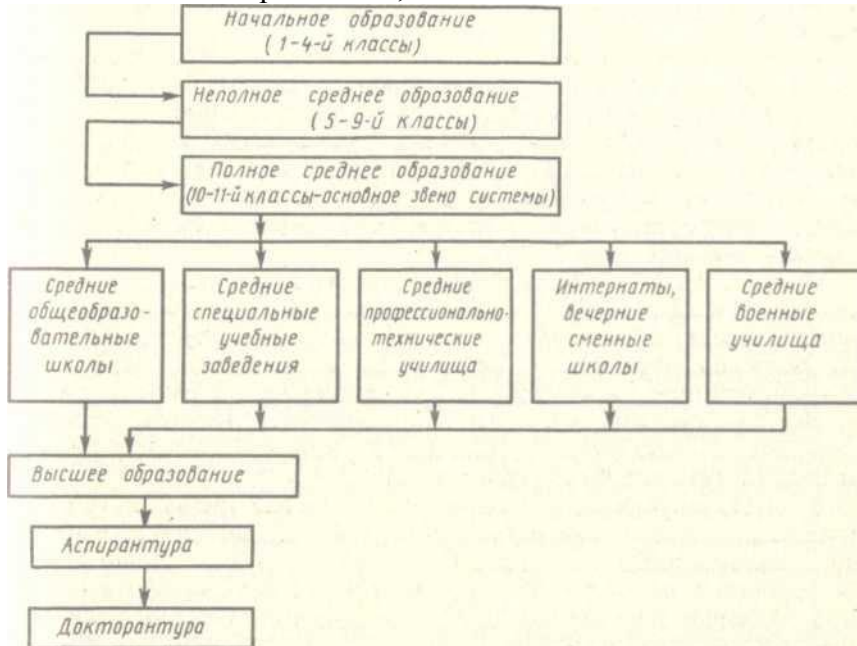 Начальное образование
(1-4-й классы)
Неполное среднее образование
(5-9-й классы)
Полное среднее образование
(10-11-й классы-основное звено системы)
Средние
общеобразо-
вательные
школы
Средние
специальные
учебные
заведения
Средние
профессионально-
технические
училища
Интернаты,
вечерние
сменные
школы
Средние
военные
училища
Высшее образование
Аспирантура
Докторантура